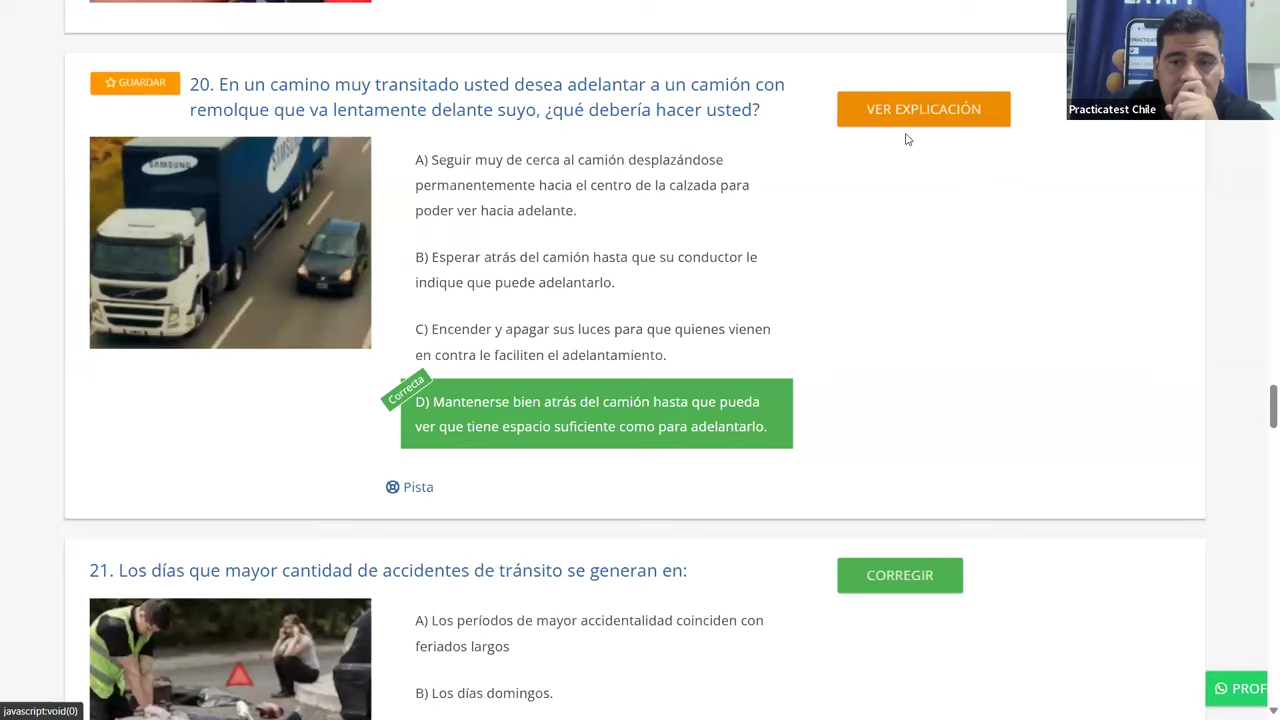 GUARDAR
20. En un camino muy transitado usted desea adelantar a un camión con
remolque que va lentamente delante suyo, ¿qué debería hacer usted?
VER EXPLICACIÓN
Practicatest Chile
SAMSUNG
A) Seguir muy de cerca al camión desplazándose
permanentemente hacia el centro de la calzada para
poder ver hacia adelante.
B) Esperar atrás del camión hasta que su conductor le
indique que puede adelantarlo.
C) Encender y apagar sus luces para que quienes vienen
en contra le faciliten el adelantamiento.
Correcta
D) Mantenerse bien atrás del camión hasta que pueda
ver que tiene espacio suficiente como para adelantarlo.
Pista
21. Los días que mayor cantidad de accidentes de tránsito se generan en:
CORREGIR
A) Los períodos de mayor accidentalidad coinciden con
feriados largos
B) Los días domingos.
PROF
javascript:void(0)